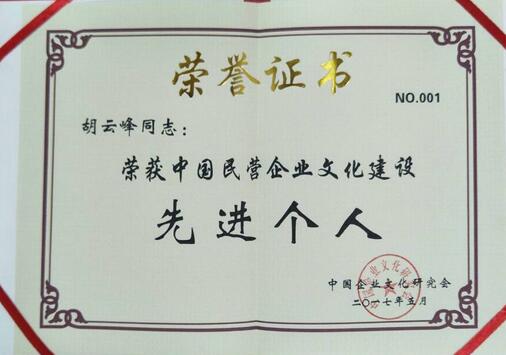 荣誉证书
NO.001
胡云峰同志：
荣获中国民营企业文化建设
先进个人
中国企业文化研究会
二〇一七年五月